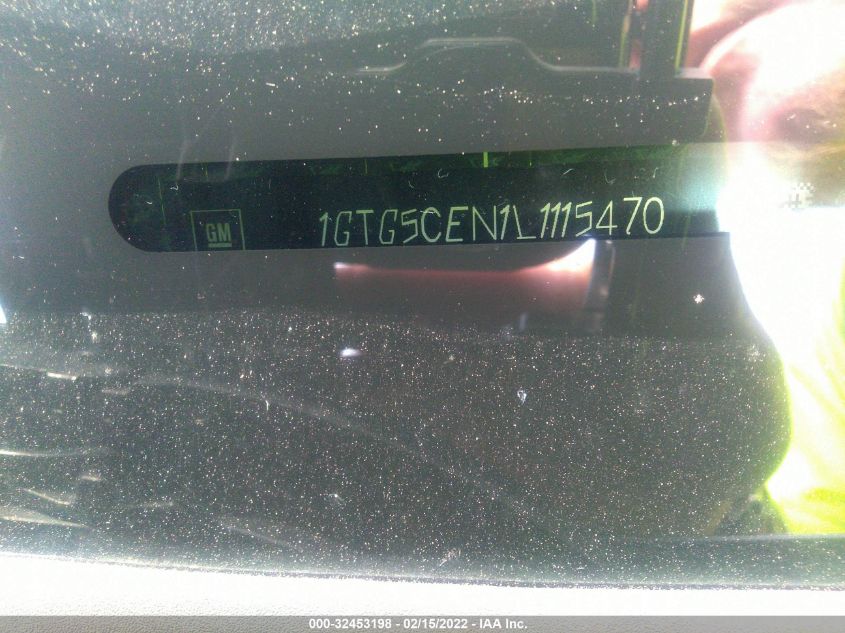 GM
1GTG5CEN1L1115470
000-32453198 - 02/15/2022 - IAA Inc.